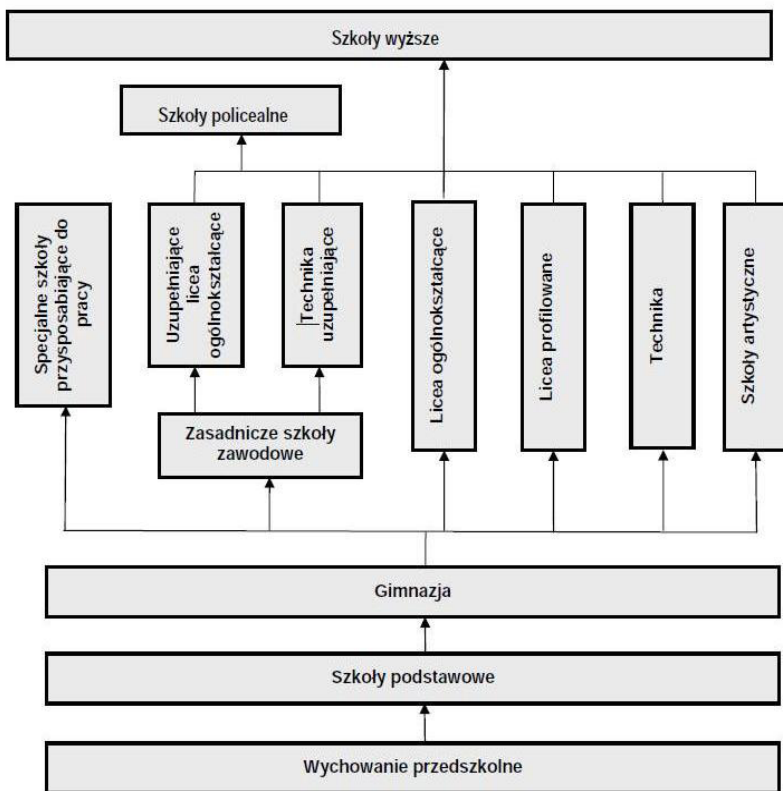 Szkoły wyższe
Szkoły policealne
Specjalne szkoły
przysposabiające do
pracy
Uzupełniające
licea
ogólnokształcące
Technika
uzupełniające
Licea ogólnokształcące
Licea profilowane
Technika
Szkoły artystyczne
Zasadnicze szkoły
zawodowe
Gimnazja
Szkoły podstawowe
Wychowanie przedszkolne